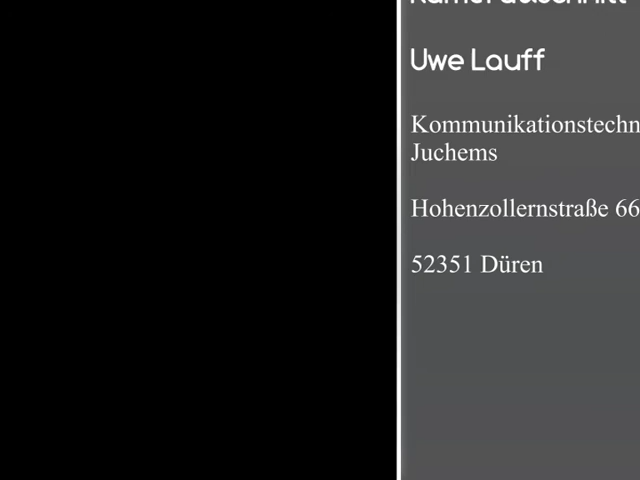 Uwe Lauff
Kommunikationstechn
Juchems
Hohenzollernstraße 66
52351 Düren